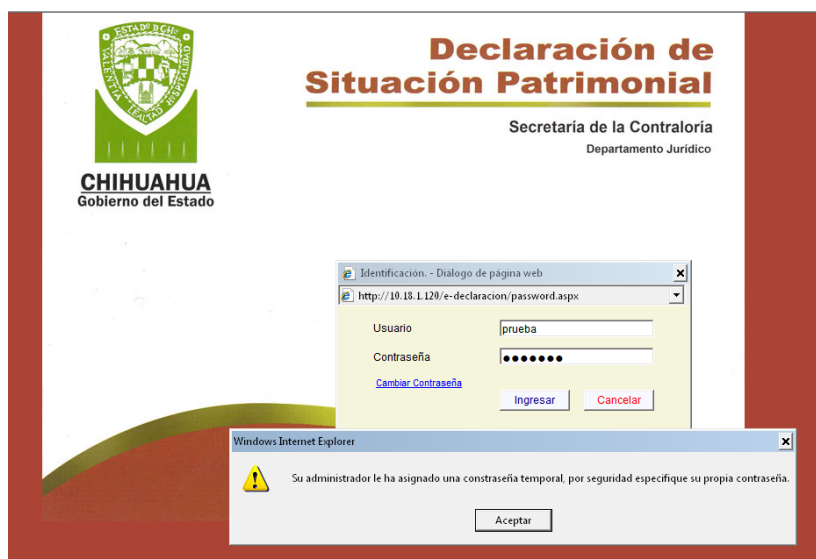 ESTADO DE CHIH
VALENTÍA LEALTAD HOSPITALIDAD
CHIHUAHUA
Gobierno del Estado
Declaración de
Situación Patrimonial
Secretaría de la Contraloría
Departamento Jurídico
Identificación. - Diálogo de página web
http://10.18.1.120/e-declaracion/password.aspx
Usuario prueba
Contraseña ●●●●●●●
Cambiar Contraseña
Ingresar Cancelar
Windows Internet Explorer
Su administrador le ha asignado una constraseña temporal, por seguridad especifique su propia contraseña.
Aceptar